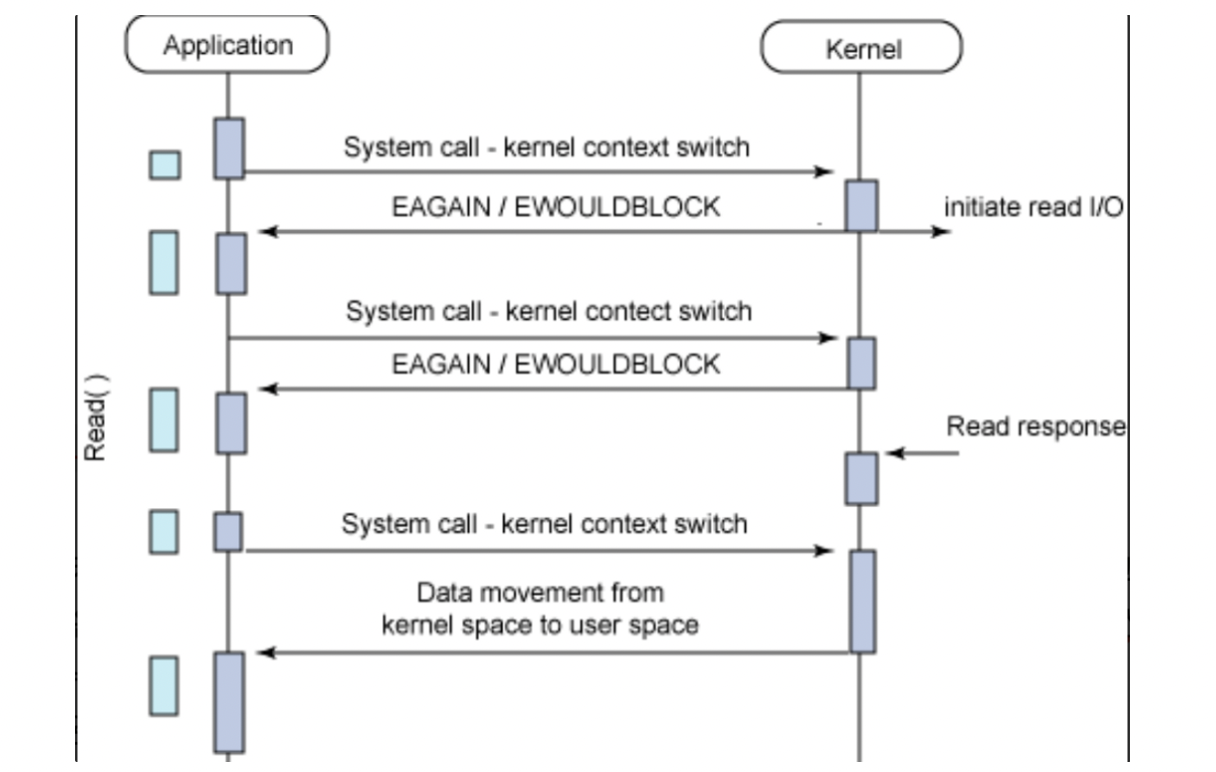 Application
Kernel
System call - kernel context switch
EAGAIN / EWOULDBLOCK
initiate read I/O
System call - kernel contect switch
EAGAIN / EWOULDBLOCK
Read( )
Read response
System call - kernel context switch
Data movement from
kernel space to user space